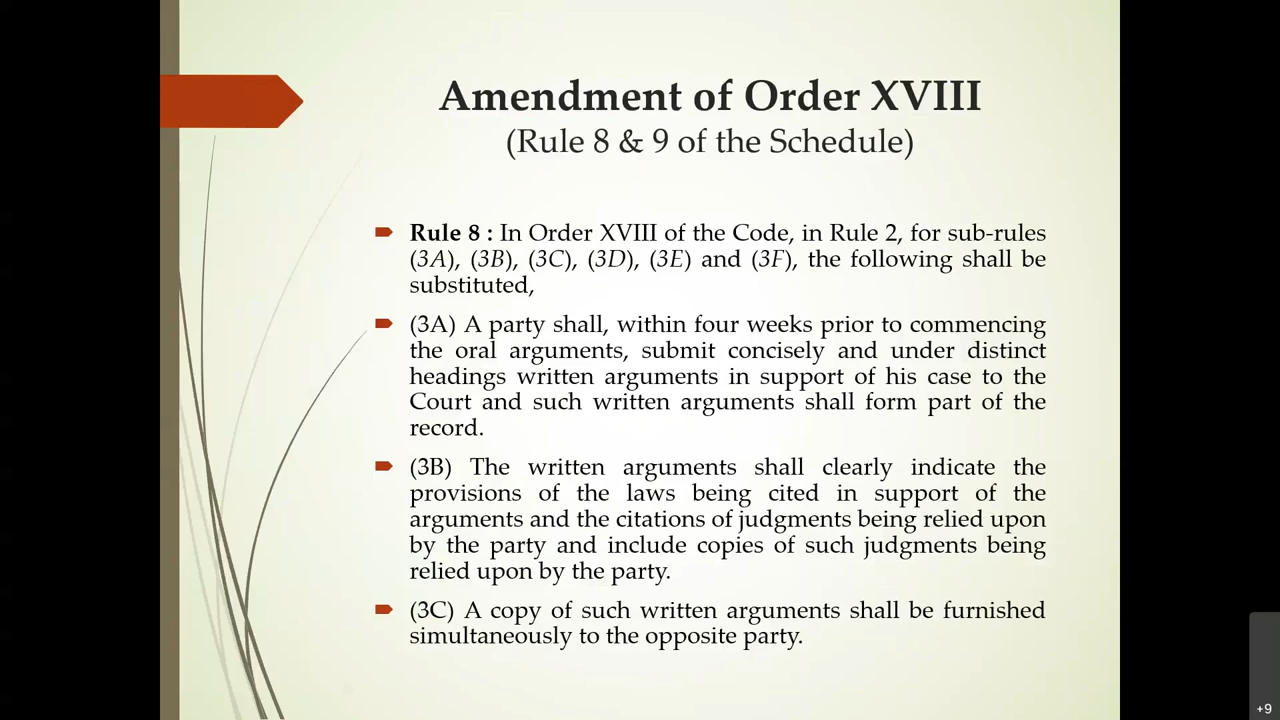 Amendment of Order XVIII
(Rule 8 & 9 of the Schedule)
Rule 8 : In Order XVIII of the Code, in Rule 2, for sub-rules
(3A), (3B), (3C), (3D), (3E) and (3F), the following shall be
substituted,
(3A) A party shall, within four weeks prior to commencing
the oral arguments, submit concisely and under distinct
headings written arguments in support of his case to the
Court and such written arguments shall form part of the
record.
(3B) The written arguments shall clearly indicate the
provisions of the laws being cited in support of the
arguments and the citations of judgments being relied upon
by the party and include copies of such judgments being
relied upon by the party.
(3C) A copy of such written arguments shall be furnished
simultaneously to the opposite party.
+9